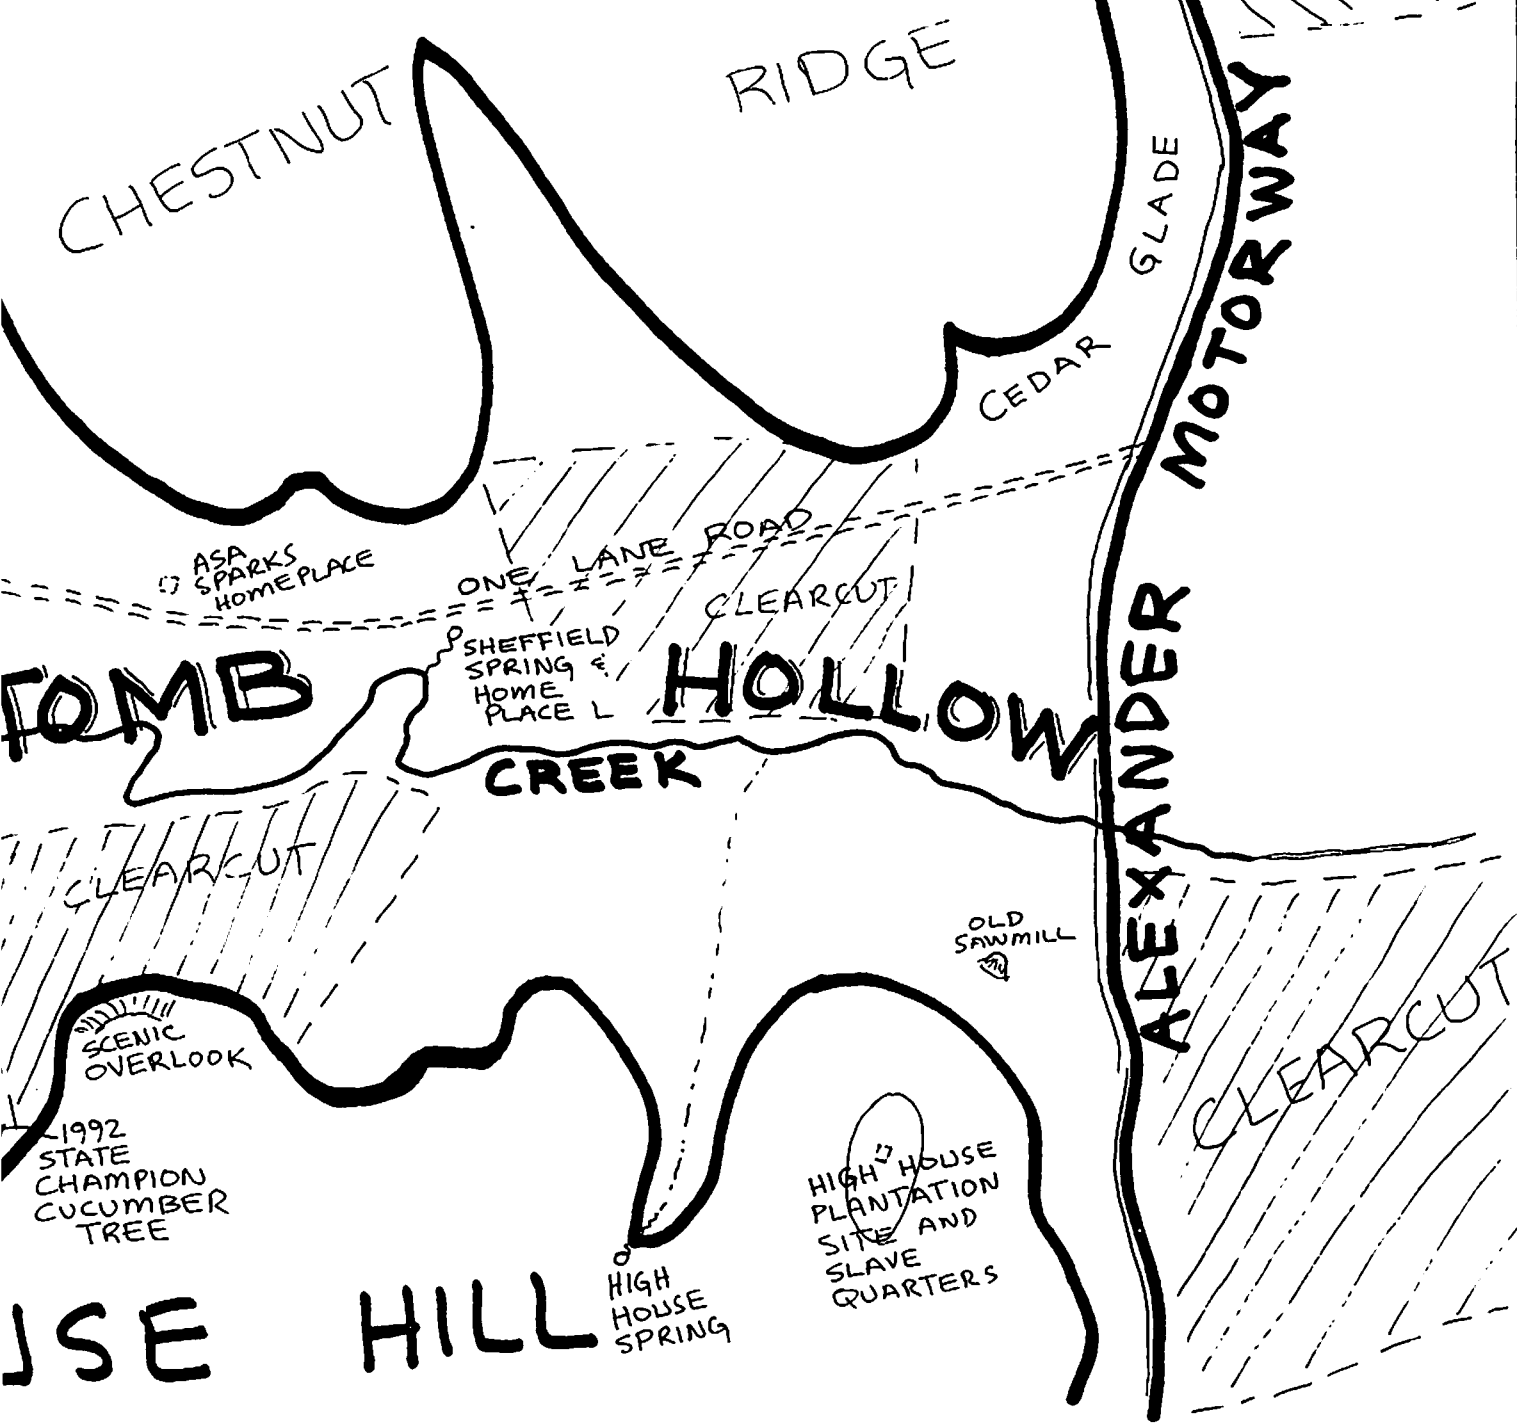 CHESTNUT RIDGE
CEDAR GLADE
ALEXANDER MOTORWAY
ASA
SPARKS
HOMEPLACE
ONE LANE ROAD
CLEARCUT
SHEFFIELD
SPRING &
HOME
PLACE L
TOMB HOLLOW
CREEK
CLEARCUT
OLD
SAWMILL
CLEARCUT
SCENIC
OVERLOOK
1992
STATE
CHAMPION
CUCUMBER
TREE
HIGH HOUSE
PLANTATION
SITE AND
SLAVE
QUARTERS
HIGH
HOUSE
SPRING
USE HILL